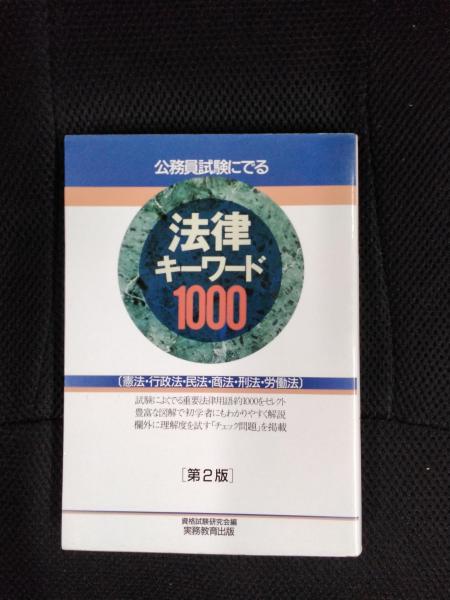 公務員試験にでる
法律
キーワード
1000
〔憲法・行政法・民法・商法・刑法・労働法〕
試験によくでる重要法律用語約1000をセレクト
豊富な図解で初学者にもわかりやすく解説
欄外に理解度を試す「チェック問題」を掲載
[第2版]
資格試験研究会編
実務教育出版